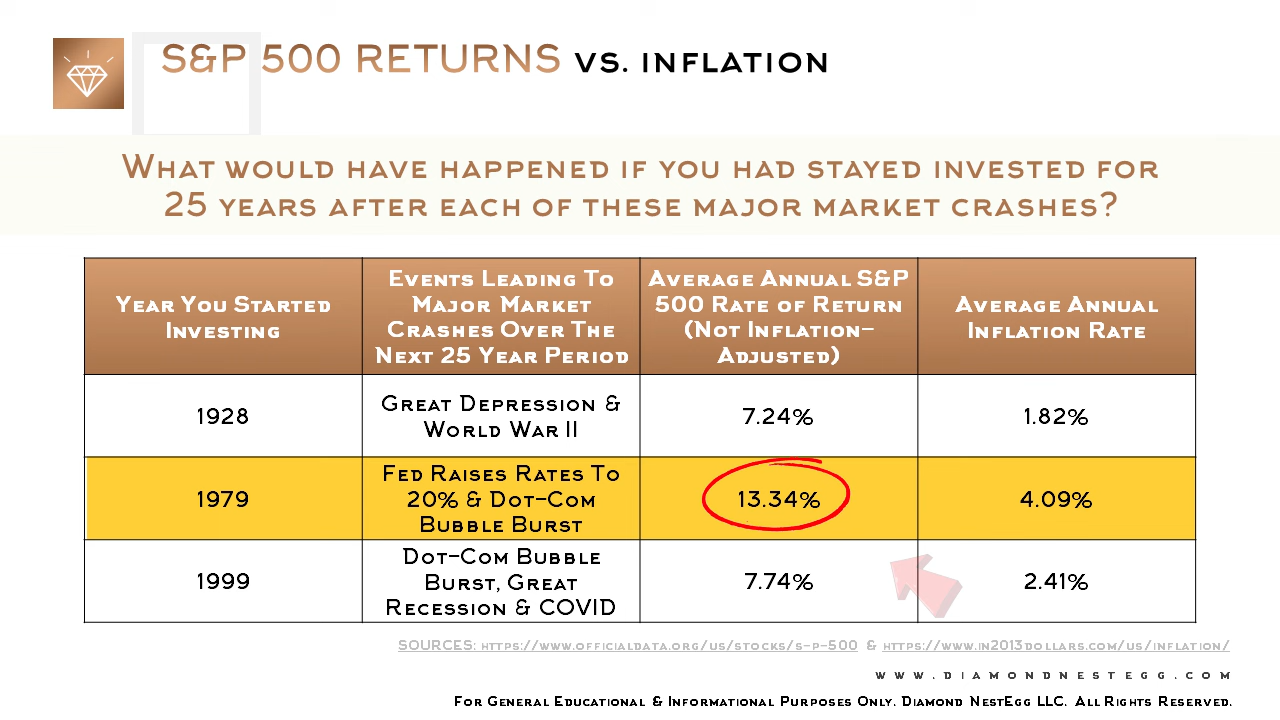 S&P 500 RETURNS VS. INFLATION
WHAT WOULD HAVE HAPPENED IF YOU HAD STAYED INVESTED FOR
25 YEARS AFTER EACH OF THESE MAJOR MARKET CRASHES?
YEAR YOU STARTED
INVESTING
EVENTS LEADING TO
MAJOR MARKET
CRASHES OVER THE
NEXT 25 YEAR PERIOD
AVERAGE ANNUAL S&P
500 RATE OF RETURN
(NOT INFLATION-
ADJUSTED)
AVERAGE ANNUAL
INFLATION RATE
1928
GREAT DEPRESSION &
WORLD WAR II
7.24%
1.82%
1979
FED RAISES RATES TO
20% & DOT-COM
BUBBLE BURST
13.34%
4.09%
1999
DOT-COM BUBBLE
BURST, GREAT
RECESSION & COVID
7.74%
2.41%
SOURCES: HTTPS://WWW.OFFICIALDATA.ORG/US/STOCKS/S-P-500 & HTTPS://WWW.IN2013DOLLARS.COM/US/INFLATION/
WWW.DIAMONDNESTEGG.COM
FOR GENERAL EDUCATIONAL & INFORMATIONAL PURPOSES ONLY. DIAMOND NESTEGG LLC. ALL RIGHTS RESERVED.